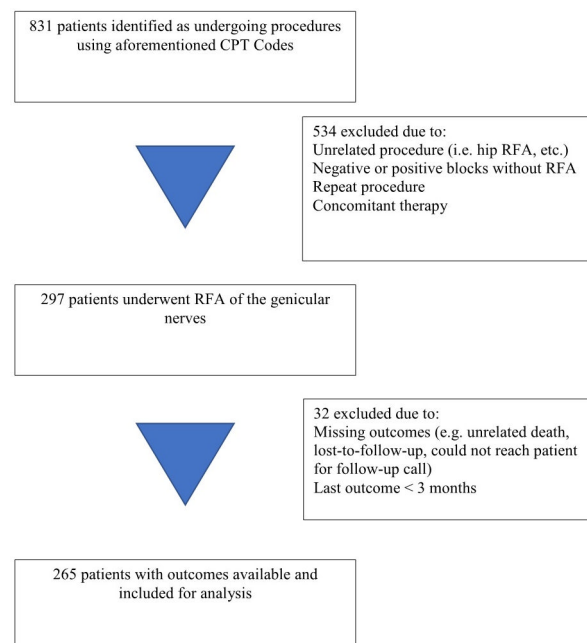 831 patients identified as undergoing procedures
using aforementioned CPT Codes
534 excluded due to:
Unrelated procedure (i.e. hip RFA, etc.)
Negative or positive blocks without RFA
Repeat procedure
Concomitant therapy
297 patients underwent RFA of the genicular
nerves
32 excluded due to:
Missing outcomes (e.g. unrelated death,
lost-to-follow-up, could not reach patient
for follow-up call)
Last outcome < 3 months
265 patients with outcomes available and
included for analysis